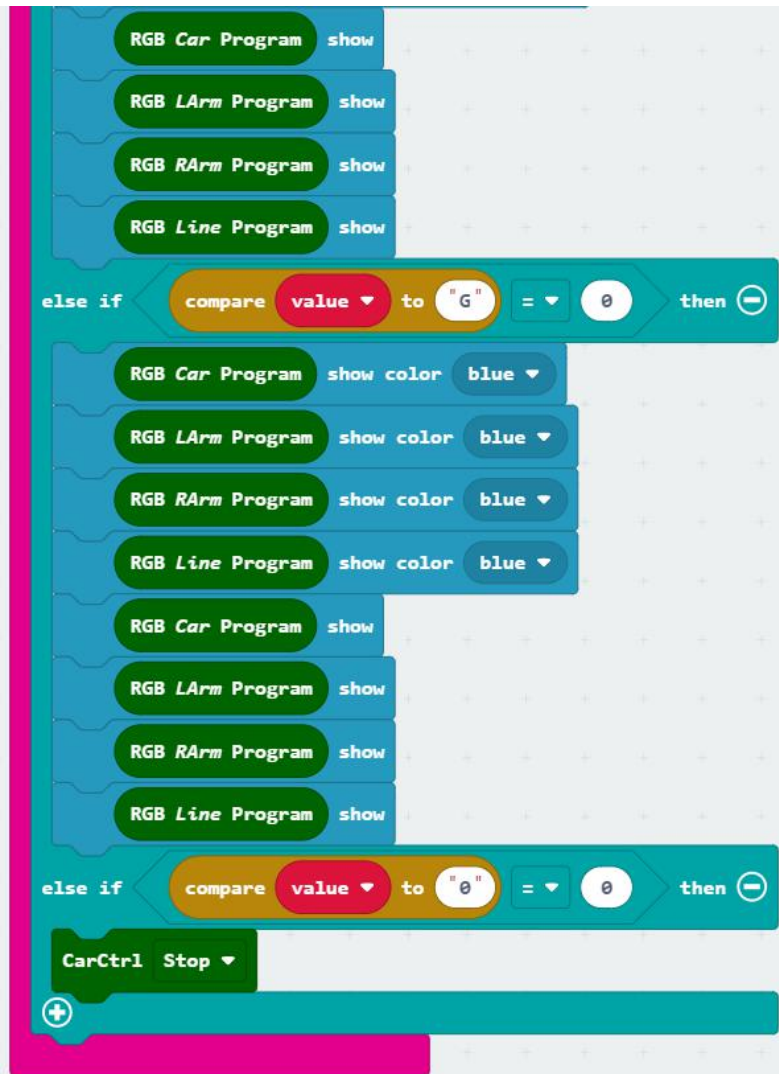 RGB Car Program show
RGB LArm Program show
RGB RArm Program show
RGB Line Program show
else if compare value to "G" = 0 then
RGB Car Program show color blue
RGB LArm Program show color blue
RGB RArm Program show color blue
RGB Line Program show color blue
RGB Car Program show
RGB LArm Program show
RGB RArm Program show
RGB Line Program show
else if compare value to "0" = 0 then
CarCtrl Stop